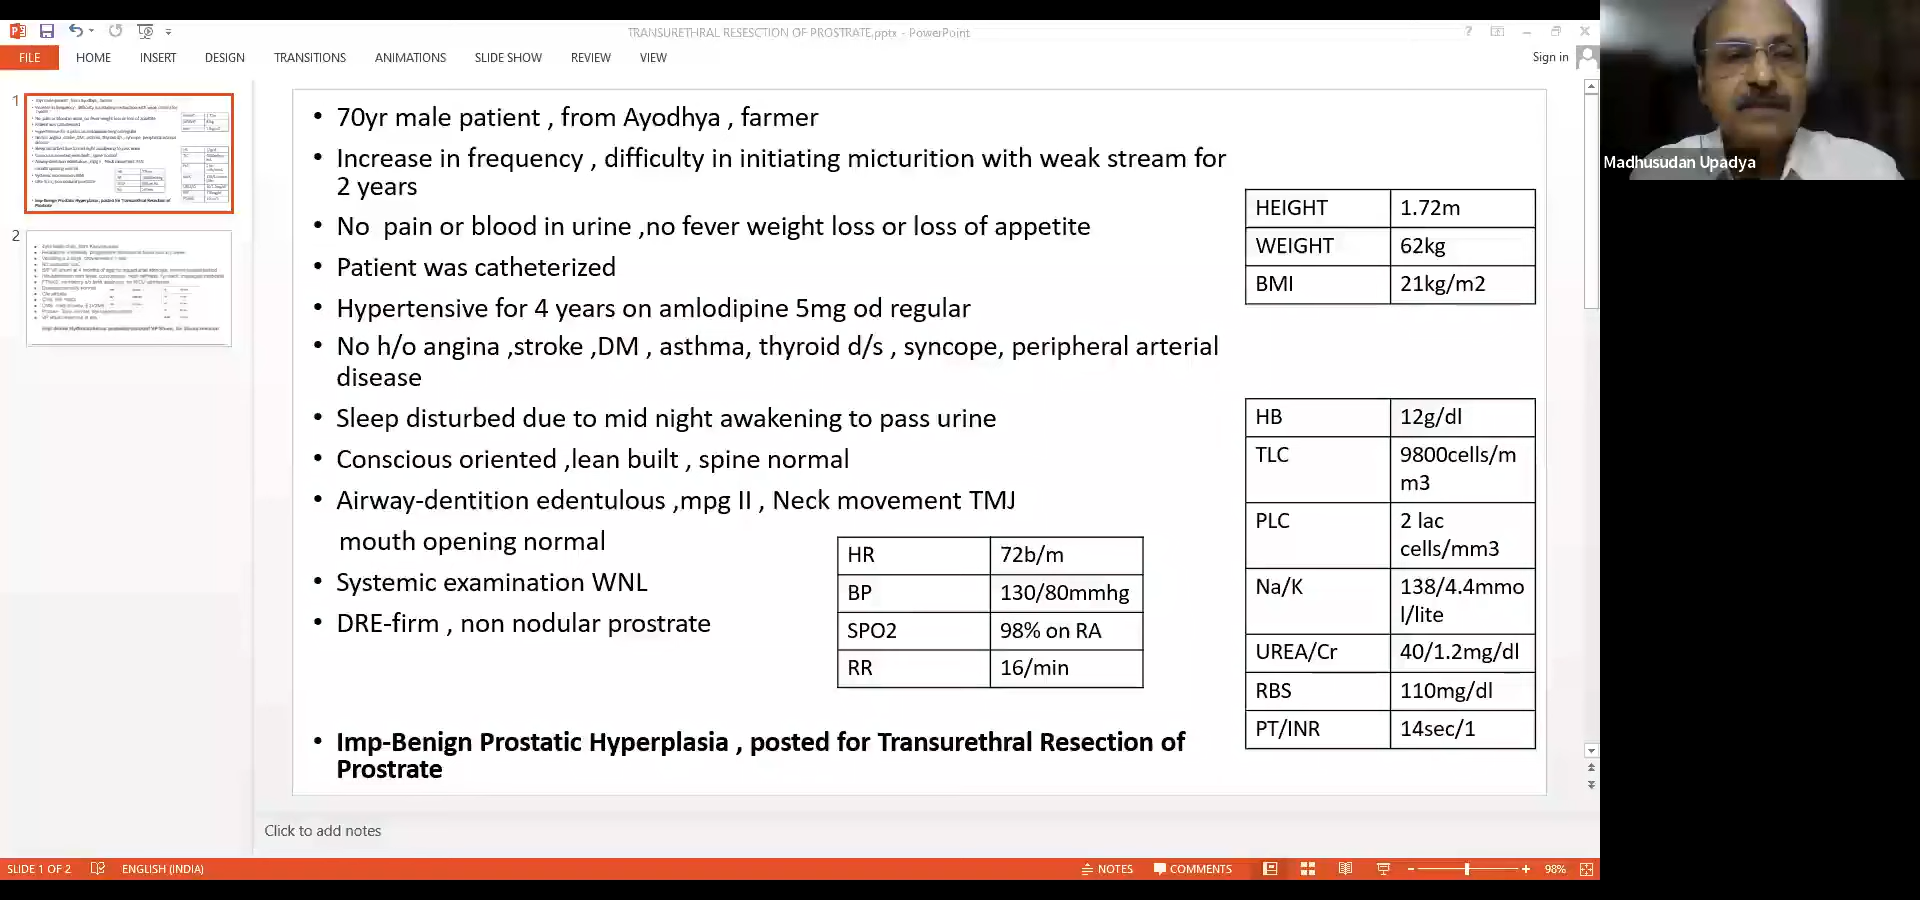 TRANSURETHRAL RESESCTION OF PROSTRATE.pptx - PowerPoint
FILE HOME INSERT DESIGN TRANSITIONS ANIMATIONS SLIDE SHOW REVIEW VIEW
Sign in
Madhusudan Upadya
1
2
• 70yr male patient , from Ayodhya , farmer
• Increase in frequency , difficulty in initiating micturition with weak stream for
2 years
• No pain or blood in urine ,no fever weight loss or loss of appetite
• Patient was catheterized
• Hypertensive for 4 years on amlodipine 5mg od regular
• No h/o angina ,stroke ,DM , asthma, thyroid d/s , syncope, peripheral arterial
disease
• Sleep disturbed due to mid night awakening to pass urine
• Conscious oriented ,lean built , spine normal
• Airway-dentition edentulous ,mpg II , Neck movement TMJ
mouth opening normal
• Systemic examination WNL
• DRE-firm , non nodular prostrate
HR 72b/m
BP 130/80mmhg
SPO2 98% on RA
RR 16/min
• Imp-Benign Prostatic Hyperplasia , posted for Transurethral Resection of
Prostrate
HEIGHT 1.72m
WEIGHT 62kg
BMI 21kg/m2
HB 12g/dl
TLC 9800cells/m
m3
PLC 2 lac
cells/mm3
Na/K 138/4.4mmo
l/lite
UREA/Cr 40/1.2mg/dl
RBS 110mg/dl
PT/INR 14sec/1
Click to add notes
SLIDE 1 OF 2 ENGLISH (INDIA) NOTES COMMENTS 98%